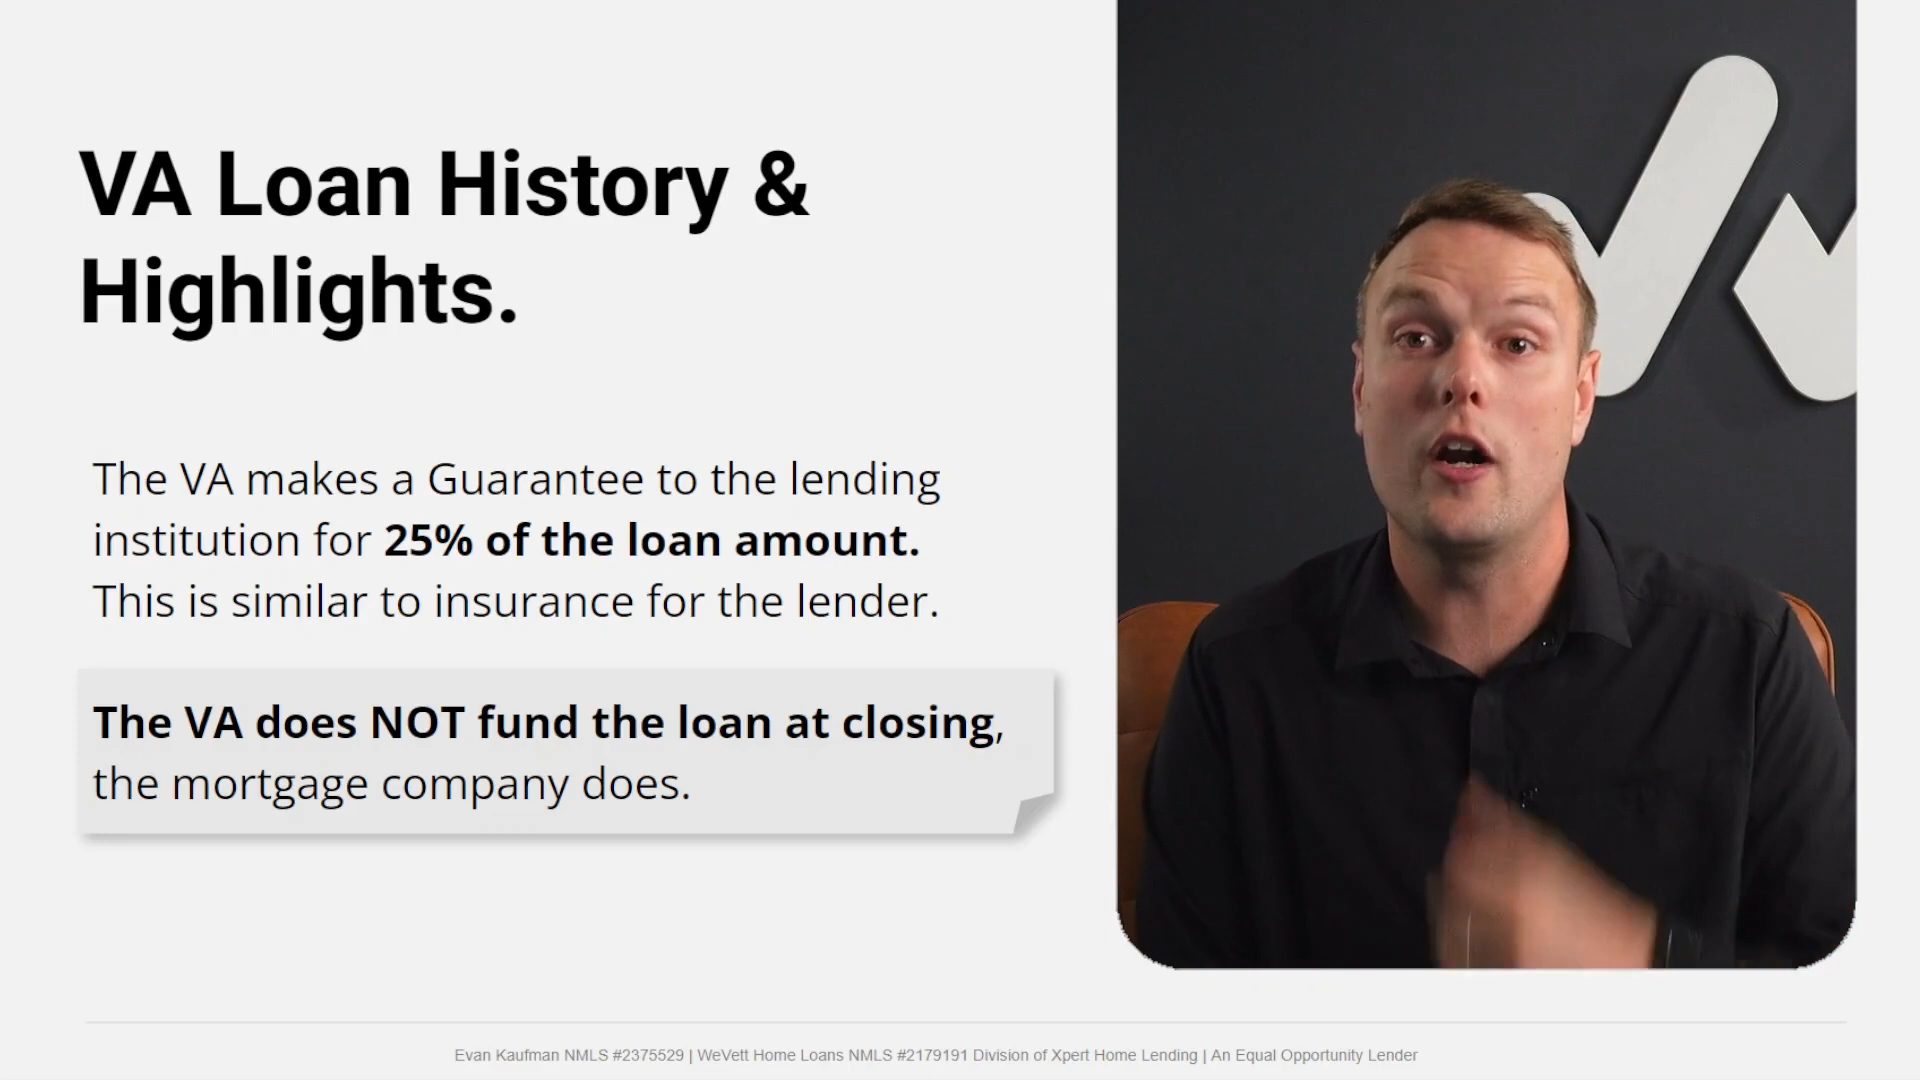 VA Loan History &
Highlights.
The VA makes a Guarantee to the lending
institution for 25% of the loan amount.
This is similar to insurance for the lender.
The VA does NOT fund the loan at closing,
the mortgage company does.
Evan Kaufman NMLS #2375529 | WeVett Home Loans NMLS #2179191 Division of Xpert Home Lending | An Equal Opportunity Lender